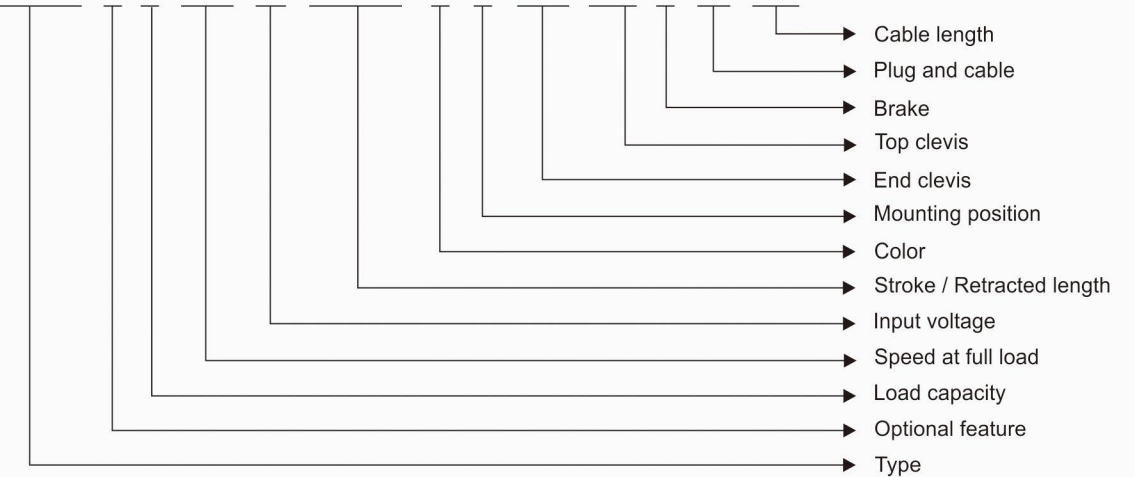 Cable length
Plug and cable
Brake
Top clevis
End clevis
Mounting position
Color
Stroke / Retracted length
Input voltage
Speed at full load
Load capacity
Optional feature
Type